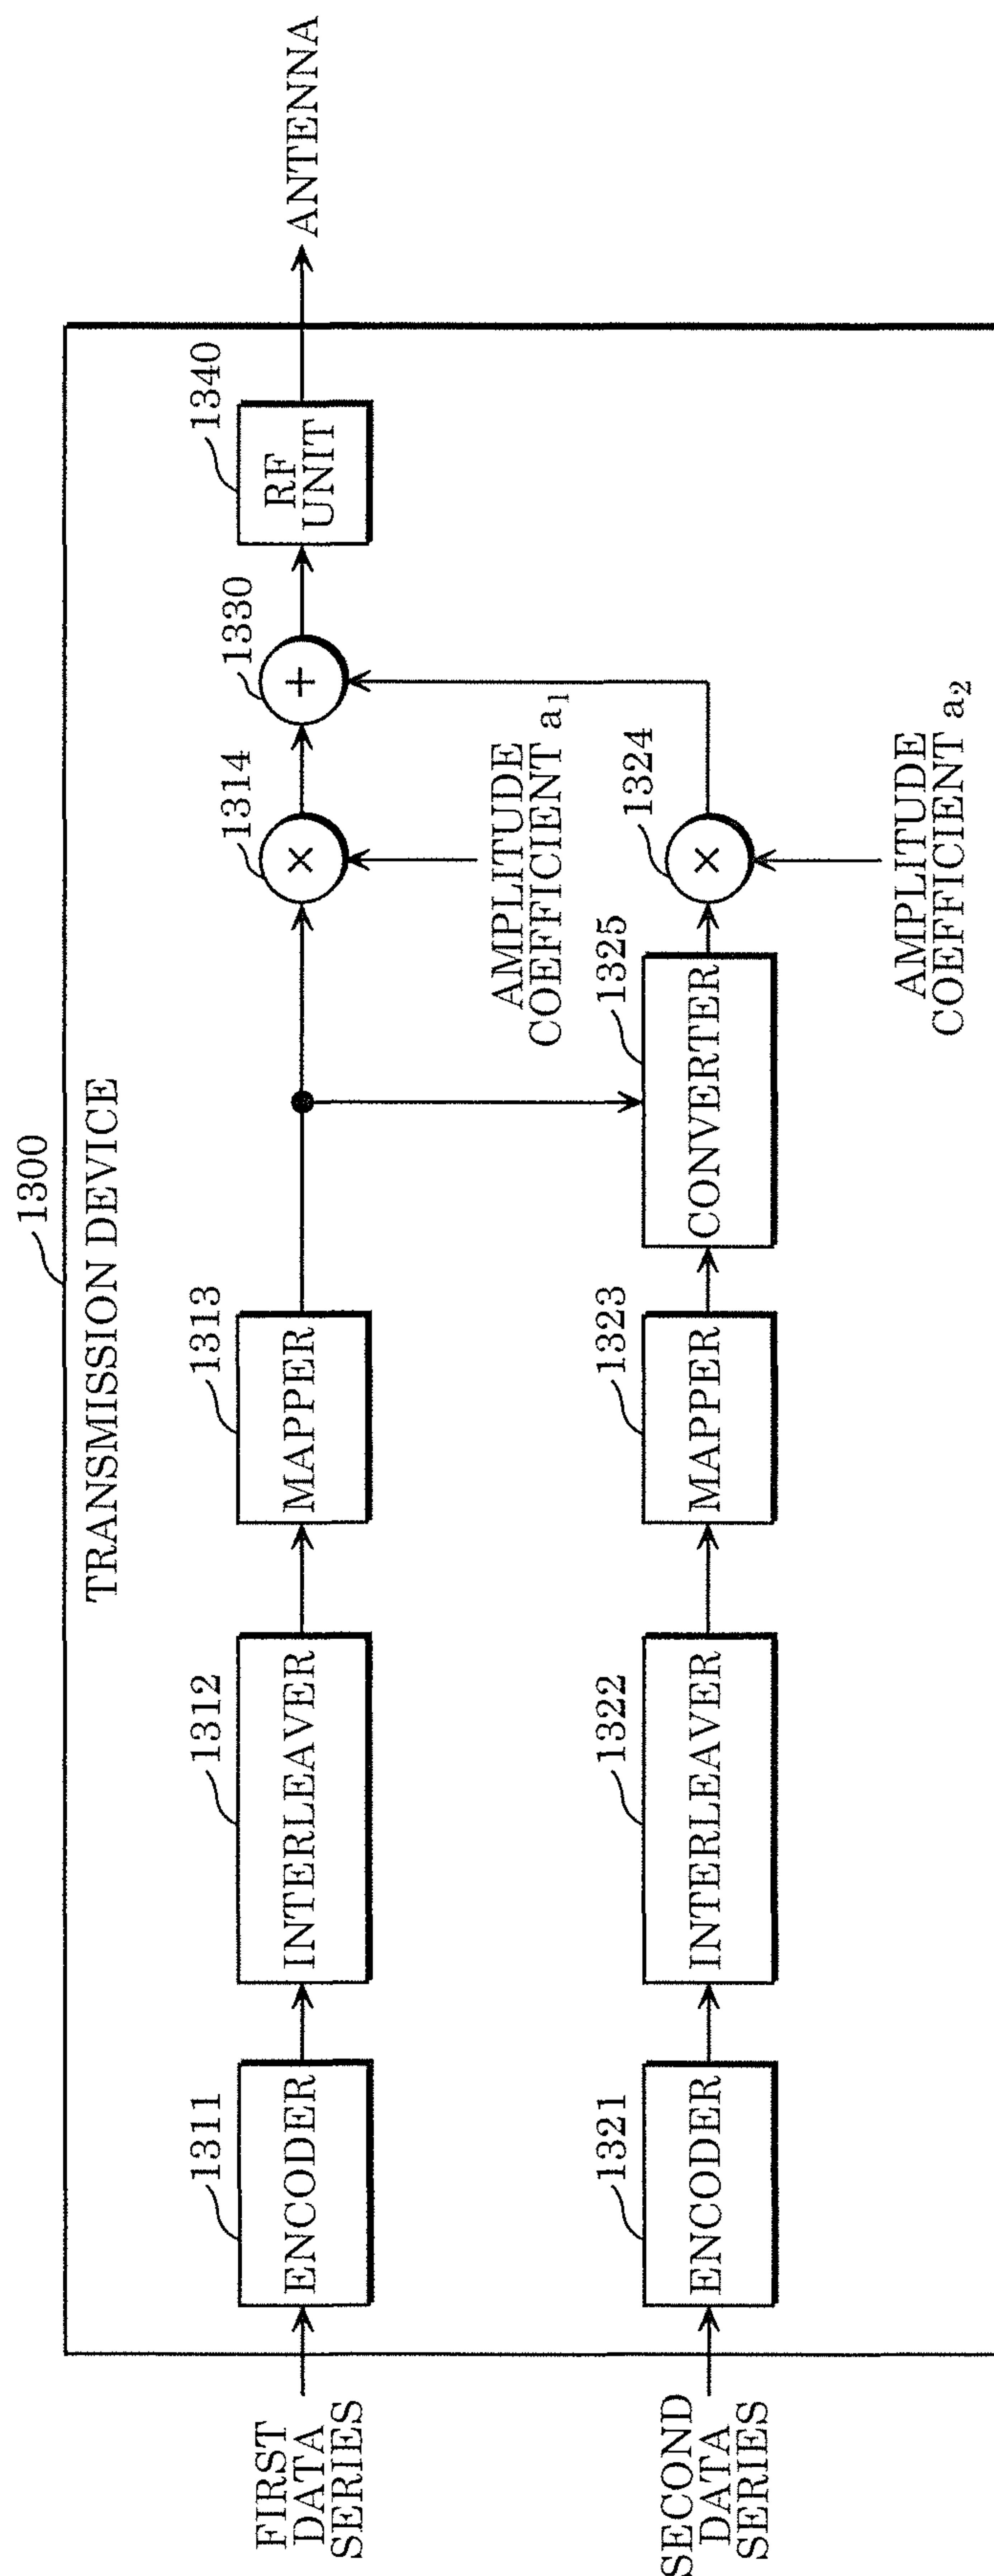 1300
TRANSMISSION DEVICE
FIRST
DATA
SERIES
1311
ENCODER
1312
INTERLEAVER
1313
MAPPER
1314
×
AMPLITUDE
COEFFICIENT a₁
1330
+
1340
RF
UNIT
ANTENNA
SECOND
DATA
SERIES
1321
ENCODER
1322
INTERLEAVER
1323
MAPPER
1325
CONVERTER
1324
×
AMPLITUDE
COEFFICIENT a₂